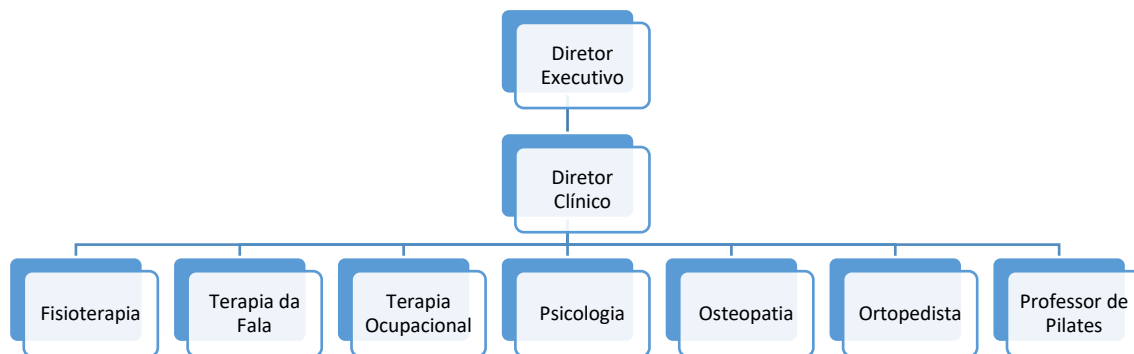 Diretor
Executivo
Diretor
Clínico
Fisioterapia
Terapia da
Fala
Terapia
Ocupacional
Psicologia
Osteopatia
Ortopedista
Professor de
Pilates